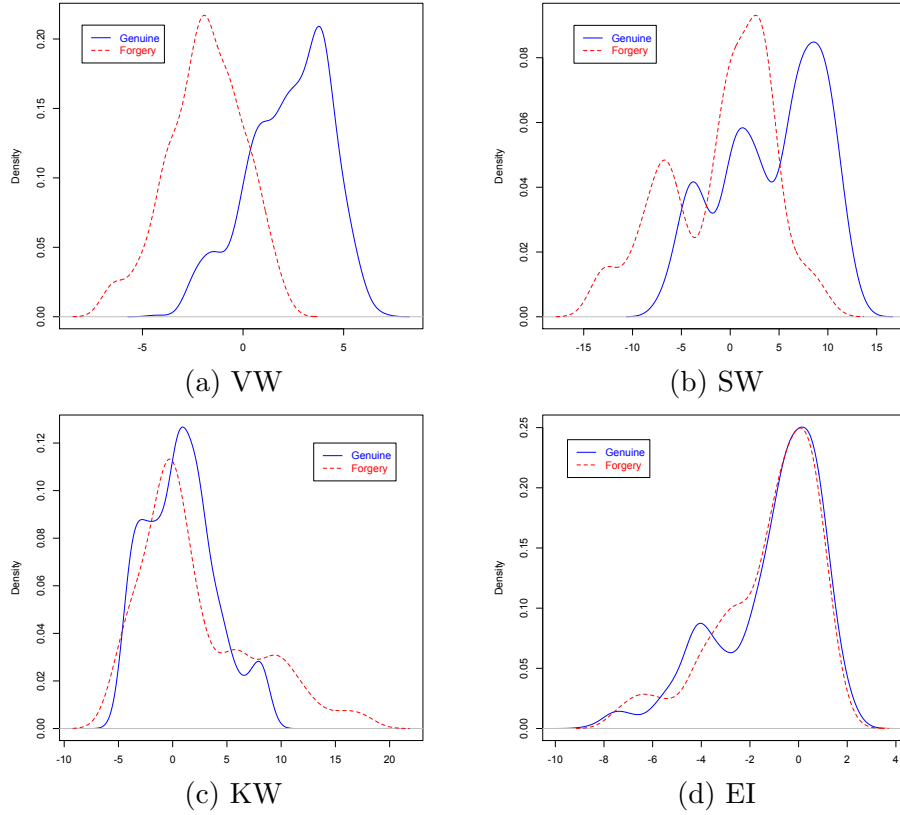 Density
0.00 0.05 0.10 0.15 0.20
Genuine
Forgery
-5 0 5
(a) VW
Density
0.00 0.02 0.04 0.06 0.08
Genuine
Forgery
-15 -10 -5 0 5 10 15
(b) SW
Density
0.00 0.02 0.04 0.06 0.08 0.10 0.12
Genuine
Forgery
-10 -5 0 5 10 15 20
(c) KW
Density
0.00 0.05 0.10 0.15 0.20 0.25
Genuine
Forgery
-10 -8 -6 -4 -2 0 2 4
(d) EI